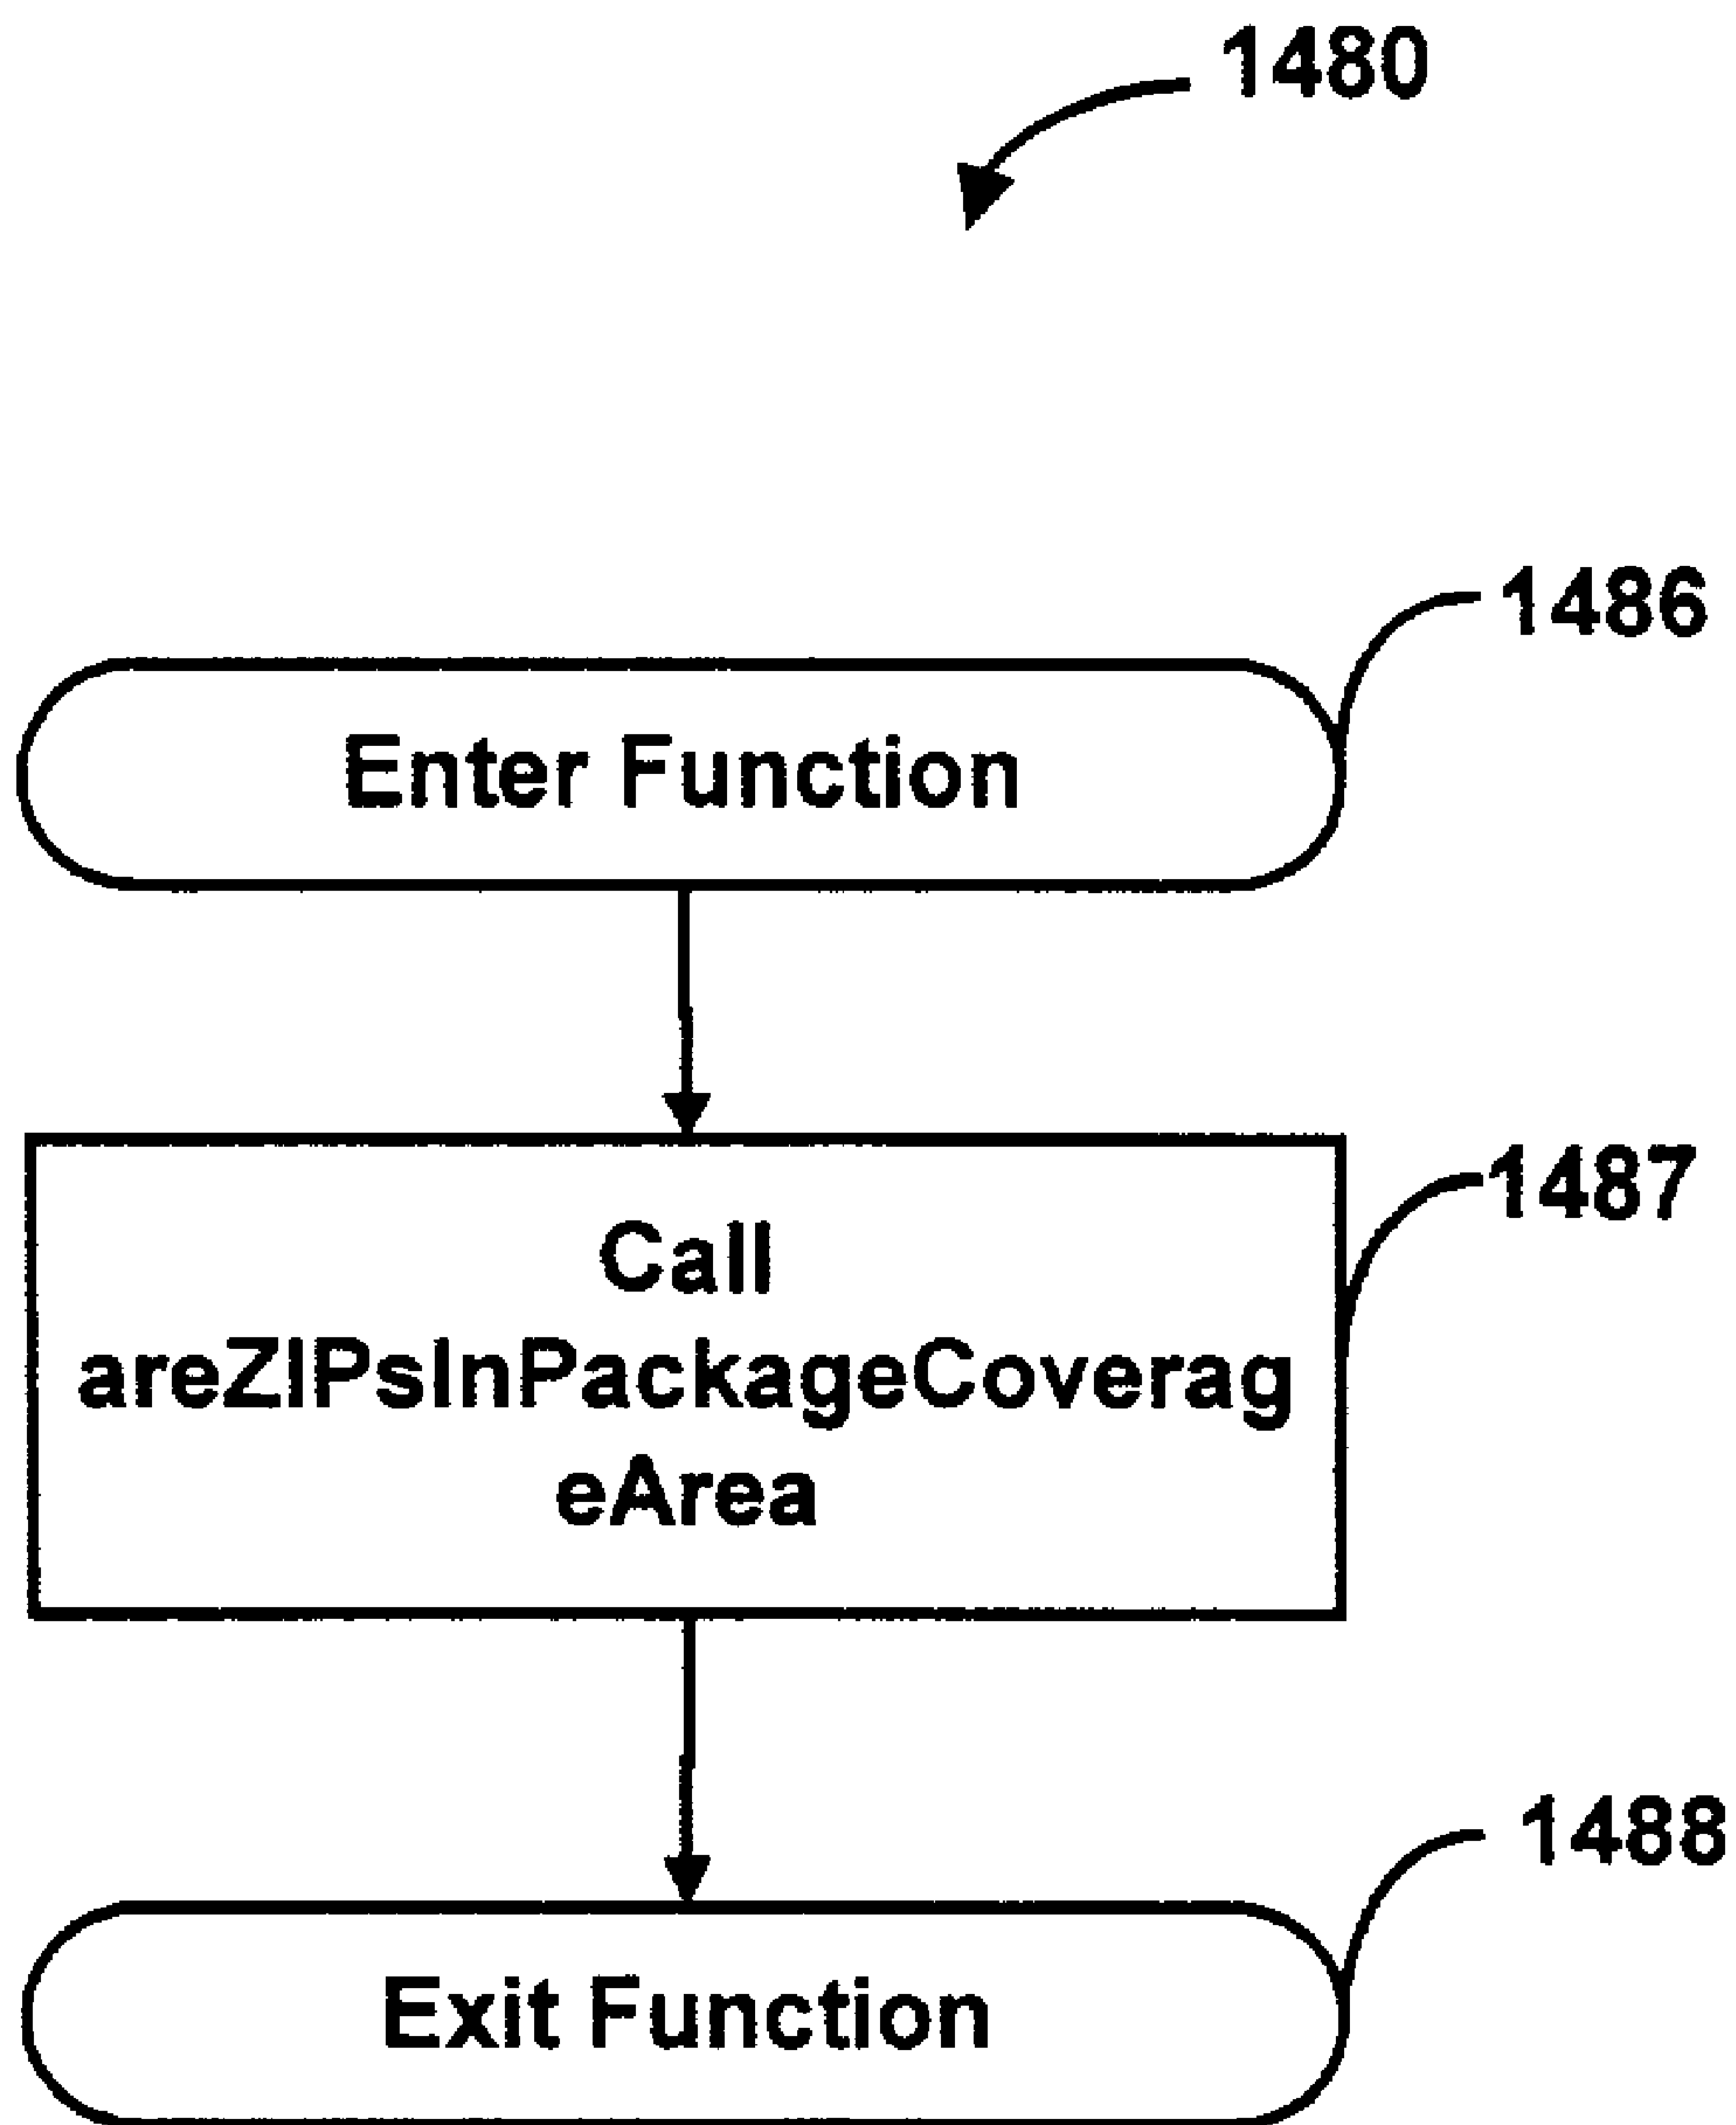 1480
1486
Enter Function
1487
Call
areZIPsInPackageCoverag
eArea
1488
Exit Function